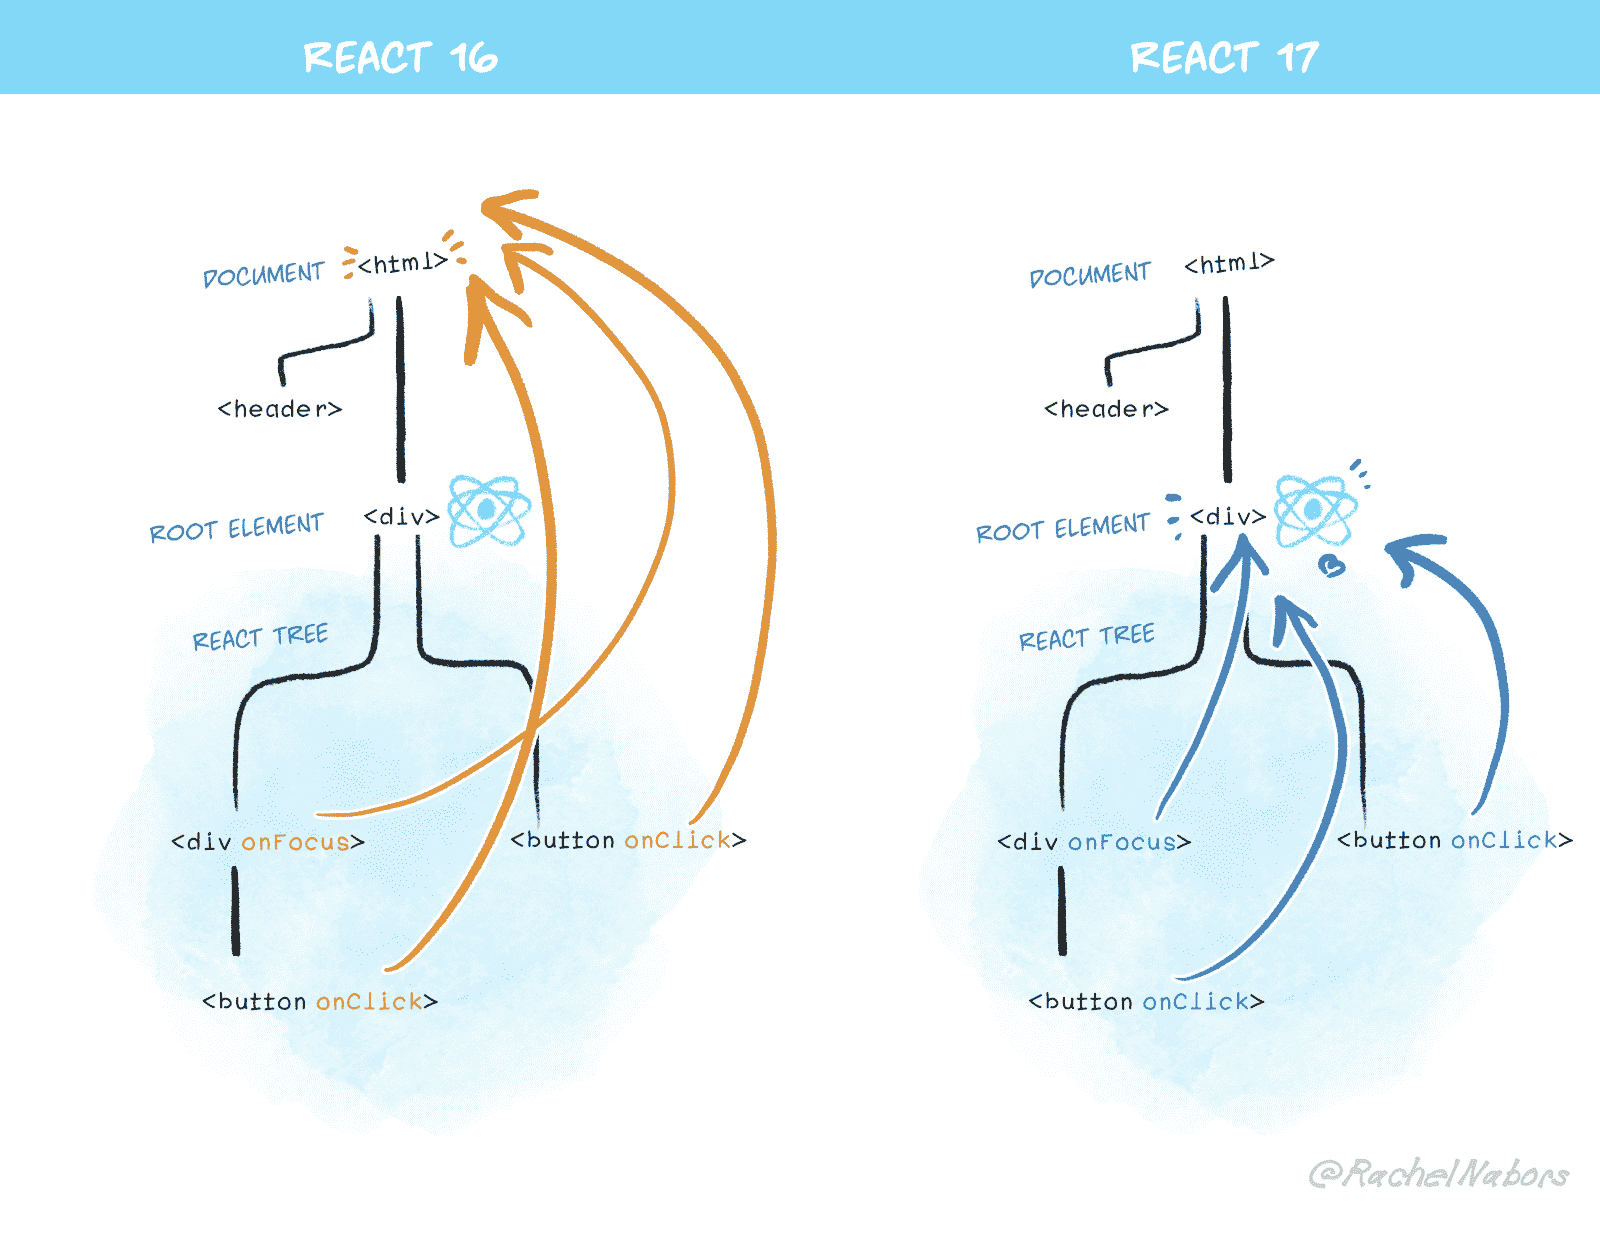 REACT 16
DOCUMENT <html>
<header>
ROOT ELEMENT <div>
REACT TREE
<div onFocus>
<button onClick>
<button onClick>
REACT 17
DOCUMENT <html>
<header>
ROOT ELEMENT <div>
REACT TREE
<div onFocus>
<button onClick>
<button onClick>
@RachelNabors